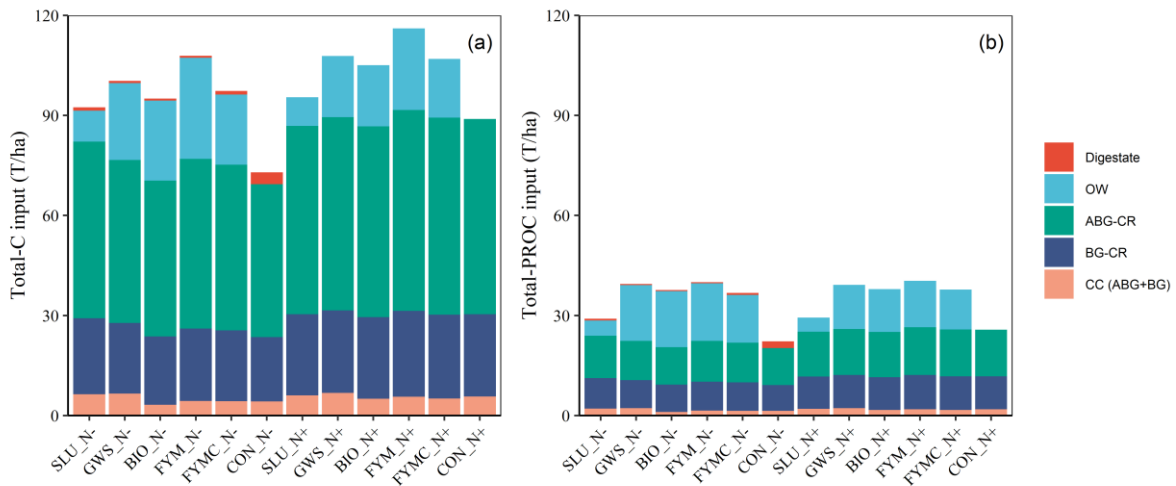 (a)
Total-C input (T/ha)
120
90
60
30
0
SLU_N-
GWS_N-
BIO_N-
FYM_N-
FYMC_N-
CON_N-
SLU_N+
GWS_N+
BIO_N+
FYM_N+
FYMC_N+
CON_N+
(b)
Total-PROC input (T/ha)
120
90
60
30
0
SLU_N-
GWS_N-
BIO_N-
FYM_N-
FYMC_N-
CON_N-
SLU_N+
GWS_N+
BIO_N+
FYM_N+
FYMC_N+
CON_N+
Digestate
OW
ABG-CR
BG-CR
CC (ABG+BG)